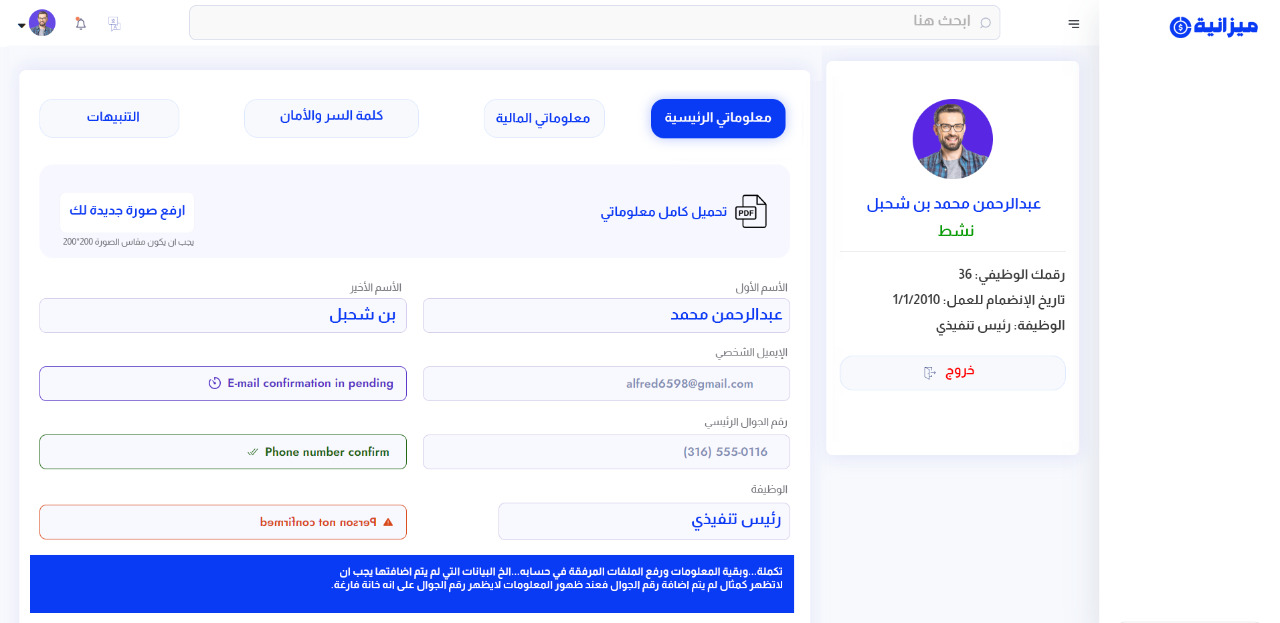 ميزانية
ابحث هنا
عبدالرحمن محمد بن شحبل
نشط
رقمك الوظيفي: 36
تاريخ الإنضمام للعمل: 1/1/2010
الوظيفة: رئيس تنفيذي
خروج
معلوماتي الرئيسية
معلوماتي المالية
كلمة السر والأمان
التنبيهات
PDF
تحميل كامل معلوماتي
ارفع صورة جديدة لك
يجب ان يكون مقاس الصورة 200*200
الأسم الأول
الأسم الأخير
عبدالرحمن محمد
بن شحبل
الإيميل الشخصي
alfred6598@gmail.com
E-mail confirmation in pending
رقم الجوال الرئيسي
(316) 555-0116
Phone number confirm
الوظيفة
رئيس تنفيذي
Person not confirmed
تكملة...وبقية المعلومات ورفع الملفات المرفقة في حسابه...الخ البيانات التي لم يتم اضافتها يجب ان
لاتظهر كمثال لم يتم اضافة رقم الجوال فعند ظهور المعلومات لايظهر رقم الجوال على انه خانة فارغة.